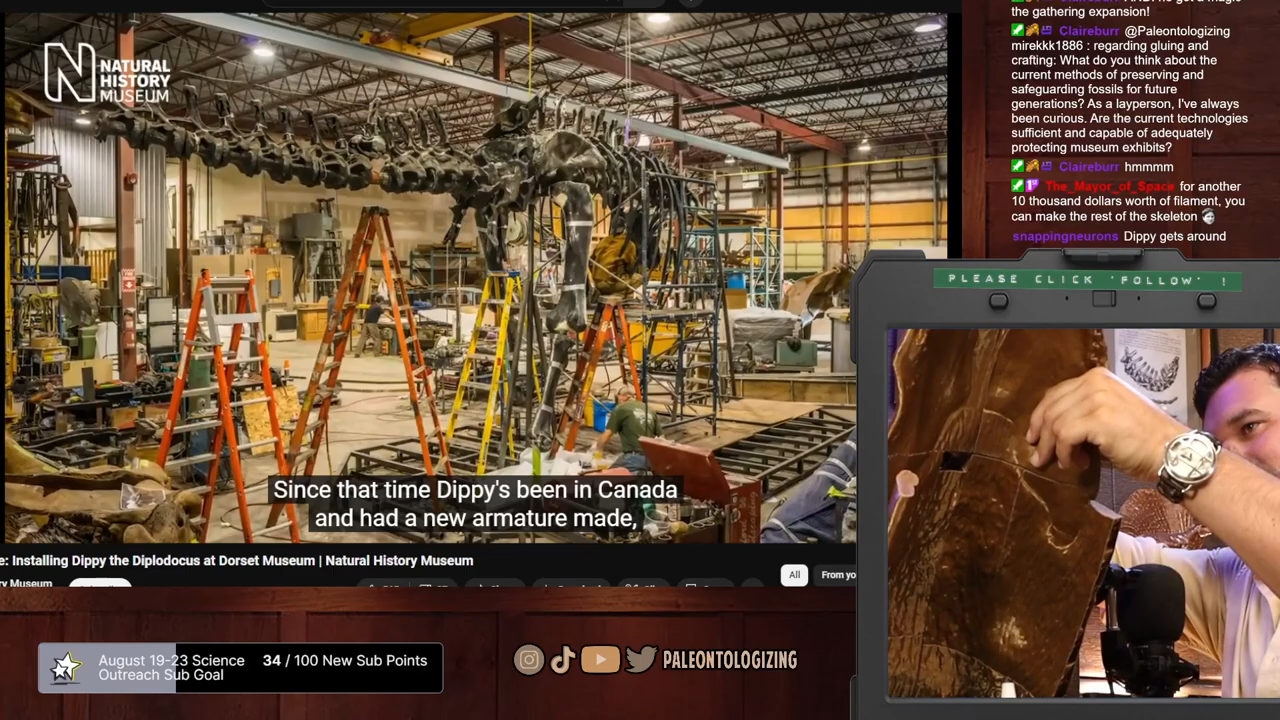 NATURAL
HISTORY
MUSEUM
Since that time Dippy's been in Canada
and had a new armature made,
e: Installing Dippy the Diplodocus at Dorset Museum | Natural History Museum
ry Museum
All
From yo
the gathering expansion!
Claireburr @Paleontologizing
mirekkk1886 : regarding gluing and
crafting: What do you think about the
current methods of preserving and
safeguarding fossils for future
generations? As a layperson, I've always
been curious. Are the current technologies
sufficient and capable of adequately
protecting museum exhibits?
Claireburr hmmmm
The_Mayor_of_Space for another
10 thousand dollars worth of filament, you
can make the rest of the skeleton
snappingneurons Dippy gets around
PLEASE CLICK 'FOLLOW' !
August 19-23 Science
Outreach Sub Goal
34 / 100 New Sub Points
PALEONTOLOGIZING